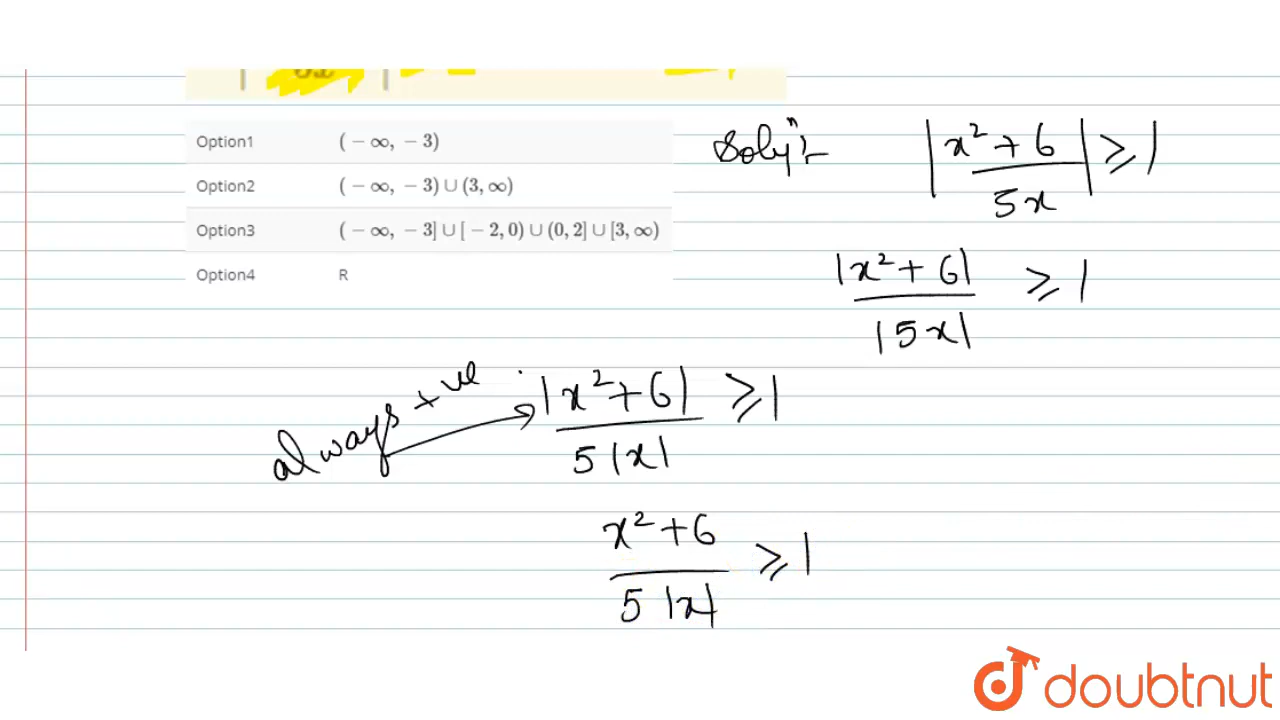 Option1 (−∞, −3)
Option2 (−∞, −3) ∪ (3, ∞)
Option3 (−∞, −3] ∪ [−2, 0) ∪ (0, 2] ∪ [3, ∞)
Option4 R
Solyⁿ:-
|x²+6 / 5x| ≥ 1
|x²+6| / |5x| ≥ 1
always +ve
|x²+6| / 5|x| ≥ 1
x²+6 / 5|x| ≥ 1
doubtnut